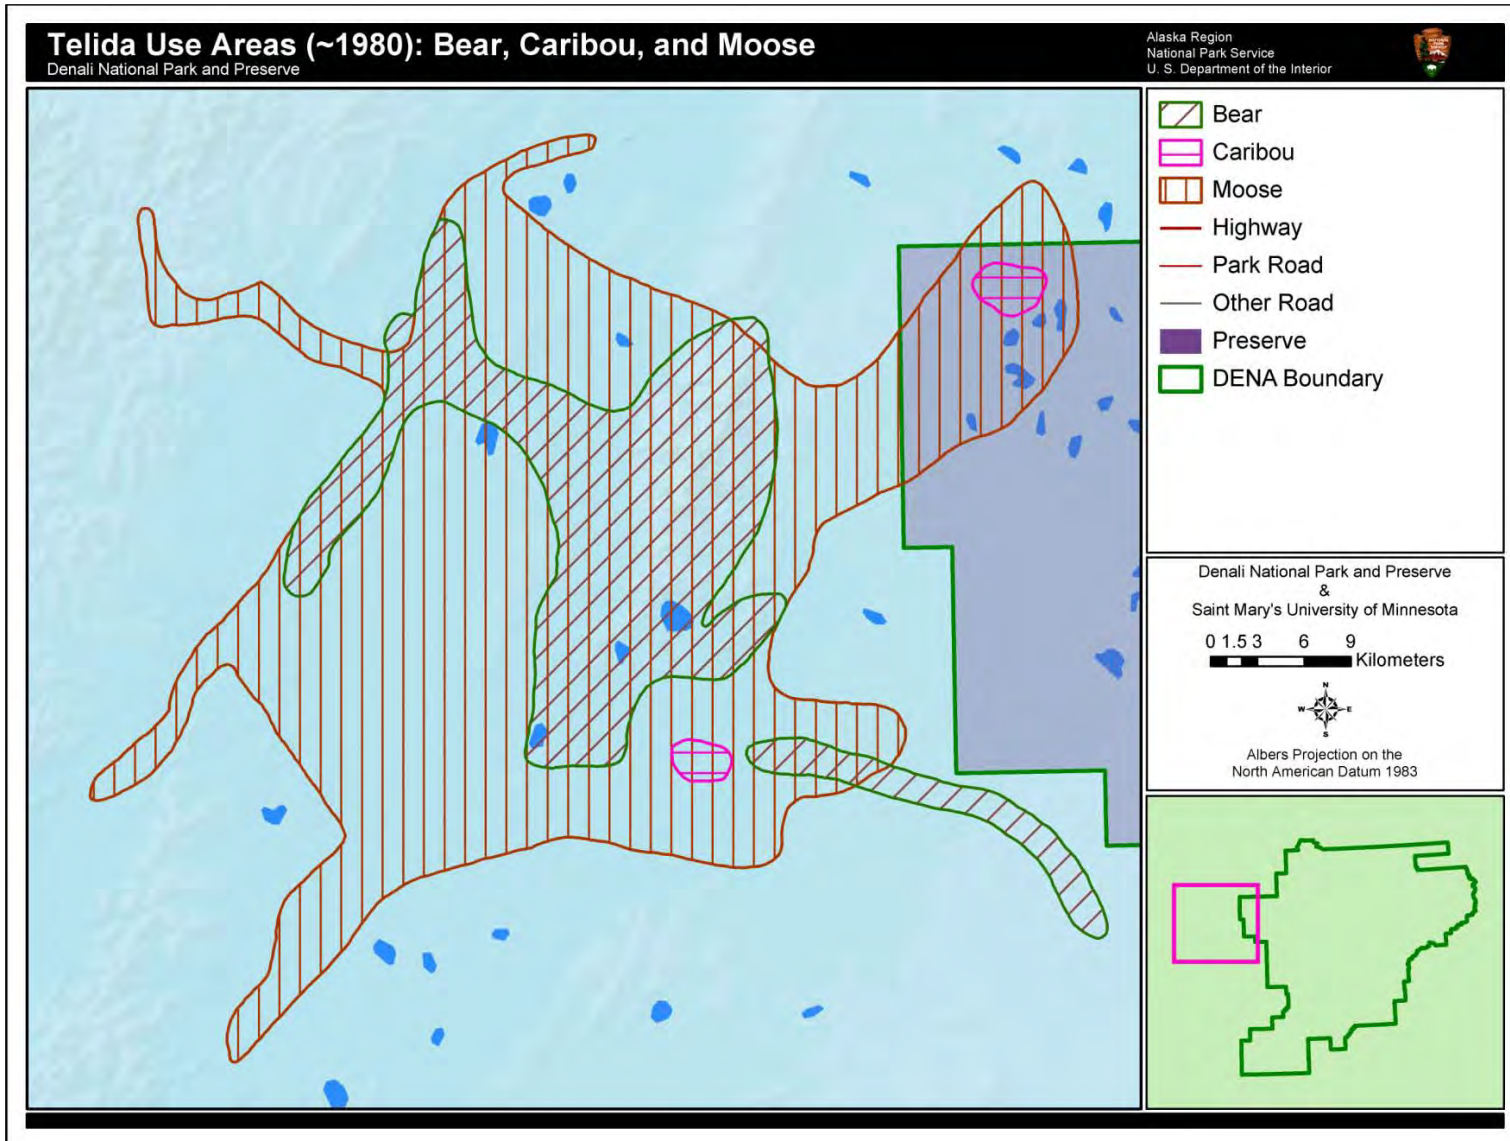 Telida Use Areas (~1980): Bear, Caribou, and Moose
Denali National Park and Preserve
Alaska Region
National Park Service
U. S. Department of the Interior
Bear
Caribou
Moose
Highway
Park Road
Other Road
Preserve
DENA Boundary
Denali National Park and Preserve
&
Saint Mary's University of Minnesota
0 1.5 3 6 9
Kilometers
N
W E
S
Albers Projection on the
North American Datum 1983